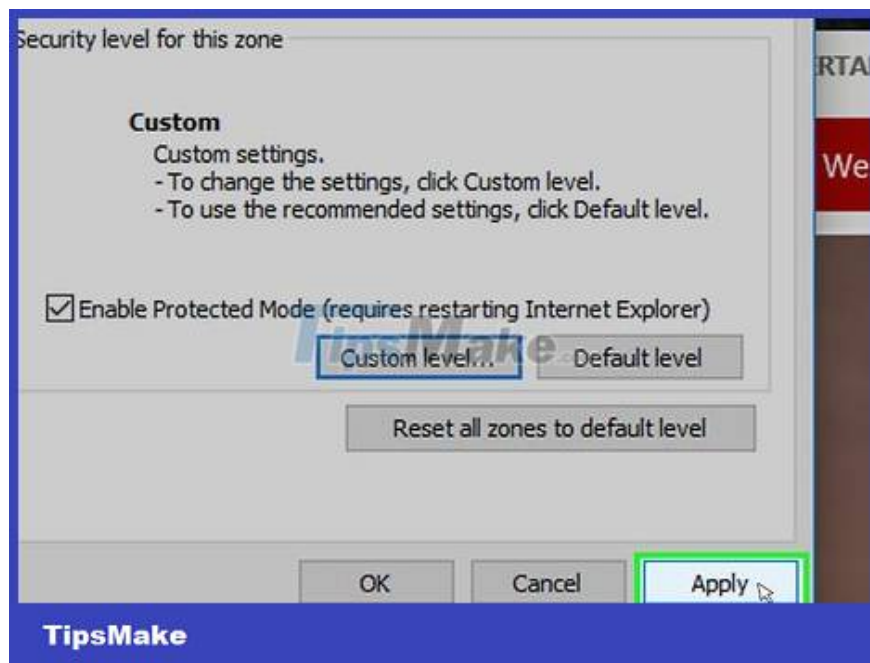 Security level for this zone
RTA
Custom
Custom settings.
We
- To change the settings, click Custom level.
- To use the recommended settings, click Default level.
Enable Protected Mode (requires restarting Internet Explorer)
TipsMake
.com
Custom level...
Default level
Reset all zones to default level
OK
Cancel
Apply
TipsMake